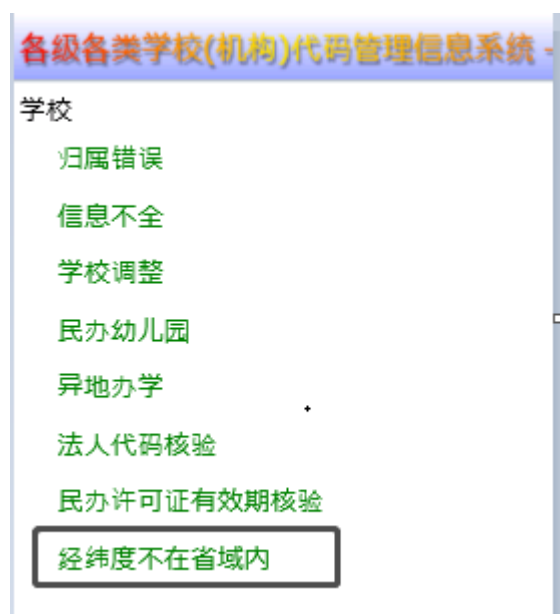 各级各类学校(机构)代码管理信息系统 -
学校
归属错误
信息不全
学校调整
民办幼儿园
异地办学
法人代码核验
民办许可证有效期核验
经纬度不在省域内